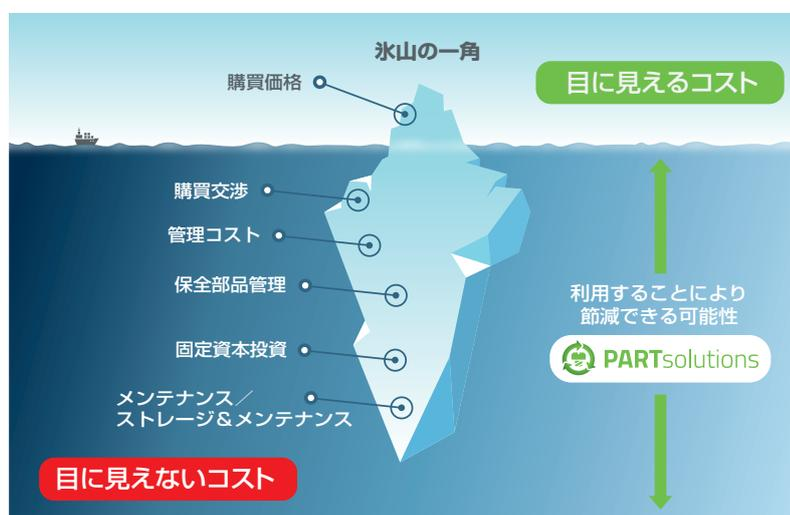 氷山の一角
購買価格
目に見えるコスト
購買交渉
管理コスト
保全部品管理
固定資本投資
メンテナンス／
ストレージ＆メンテナンス
利用することにより
節減できる可能性
PARTsolutions
目に見えないコスト